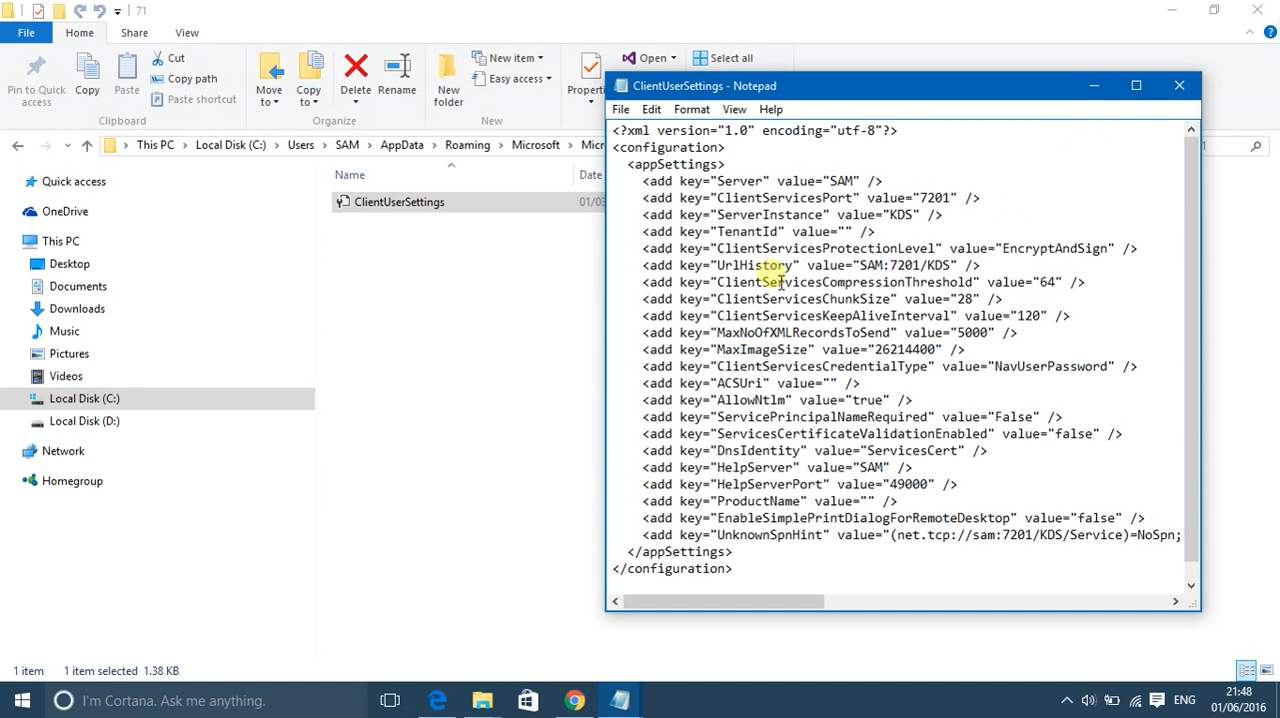 71
File
Home
Share
View
Pin to Quick access
Copy
Paste
Cut
Copy path
Paste shortcut
Clipboard
Move to
Copy to
Delete
Rename
Organize
New folder
New item
Easy access
New
Properti
Open
Select all
This PC
Local Disk (C:)
Users
SAM
AppData
Roaming
Microsoft
Micr
Quick access
OneDrive
This PC
Desktop
Documents
Downloads
Music
Pictures
Videos
Local Disk (C:)
Local Disk (D:)
Network
Homegroup
Name
Date
ClientUserSettings
01/03
ClientUserSettings - Notepad
File Edit Format View Help
<?xml version="1.0" encoding="utf-8"?>
<configuration>
<appSettings>
<add key="Server" value="SAM" />
<add key="ClientServicesPort" value="7201" />
<add key="ServerInstance" value="KDS" />
<add key="TenantId" value="" />
<add key="ClientServicesProtectionLevel" value="EncryptAndSign" />
<add key="UrlHistory" value="SAM:7201/KDS" />
<add key="ClientServicesCompressionThreshold" value="64" />
<add key="ClientServicesChunkSize" value="28" />
<add key="ClientServicesKeepAliveInterval" value="120" />
<add key="MaxNoOfXMLRecordsToSend" value="5000" />
<add key="MaxImageSize" value="26214400" />
<add key="ClientServicesCredentialType" value="NavUserPassword" />
<add key="ACSUri" value="" />
<add key="AllowNtlm" value="true" />
<add key="ServicePrincipalNameRequired" value="False" />
<add key="ServicesCertificateValidationEnabled" value="false" />
<add key="DnsIdentity" value="ServicesCert" />
<add key="HelpServer" value="SAM" />
<add key="HelpServerPort" value="49000" />
<add key="ProductName" value="" />
<add key="EnableSimplePrintDialogForRemoteDesktop" value="false" />
<add key="UnknownSpnHint" value="(net.tcp://sam:7201/KDS/Service)=NoSpn;
</appSettings>
</configuration>
1 item
1 item selected 1.38 KB
I'm Cortana. Ask me anything.
ENG
21:48
01/06/2016